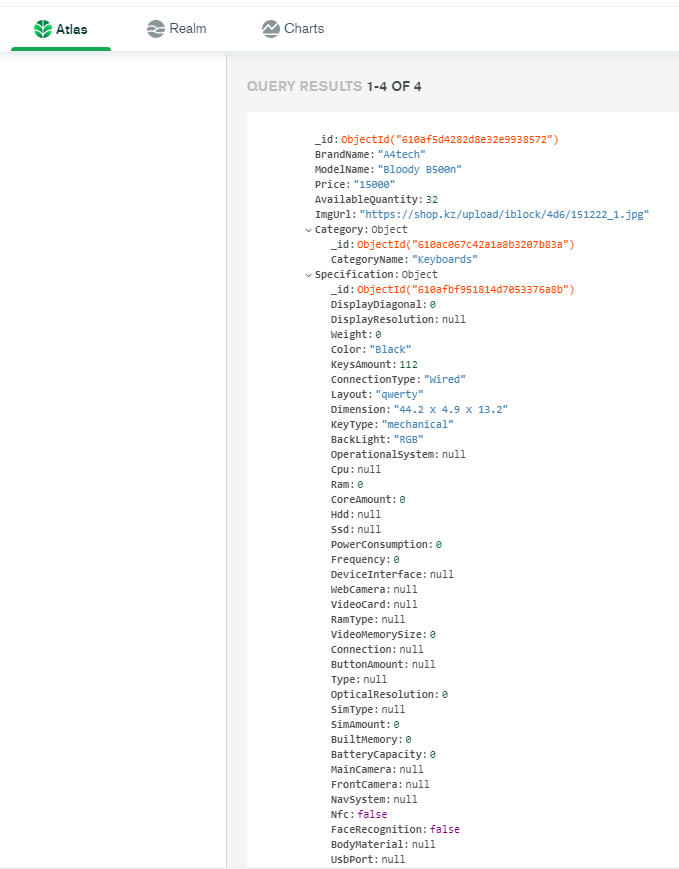 Atlas Realm Charts
QUERY RESULTS 1-4 OF 4
_id: ObjectId("610af5d4282d8e32e9938572")
BrandName: "A4tech"
ModelName: "Bloody B500n"
Price: "15000"
AvailableQuantity: 32
ImgUrl: "https://shop.kz/upload/iblock/4d6/151222_1.jpg"
Category: Object
_id: ObjectId("610ac067c42a1a8b3207b83a")
CategoryName: "Keyboards"
Specification: Object
_id: ObjectId("610afbf951814d7053376a8b")
DisplayDiagonal: 0
DisplayResolution: null
Weight: 0
Color: "Black"
KeysAmount: 112
ConnectionType: "Wired"
Layout: "qwerty"
Dimension: "44.2 x 4.9 x 13.2"
KeyType: "mechanical"
BackLight: "RGB"
OperationalSystem: null
Cpu: null
Ram: 0
CoreAmount: 0
Hdd: null
Ssd: null
PowerConsumption: 0
Frequency: 0
DeviceInterface: null
WebCamera: null
VideoCard: null
RamType: null
VideoMemorySize: 0
Connection: null
ButtonAmount: null
Type: null
OpticalResolution: 0
SimType: null
SimAmount: 0
BuiltMemory: 0
BatteryCapacity: 0
MainCamera: null
FrontCamera: null
NavSystem: null
Nfc: false
FaceRecognition: false
BodyMaterial: null
UsbPort: null